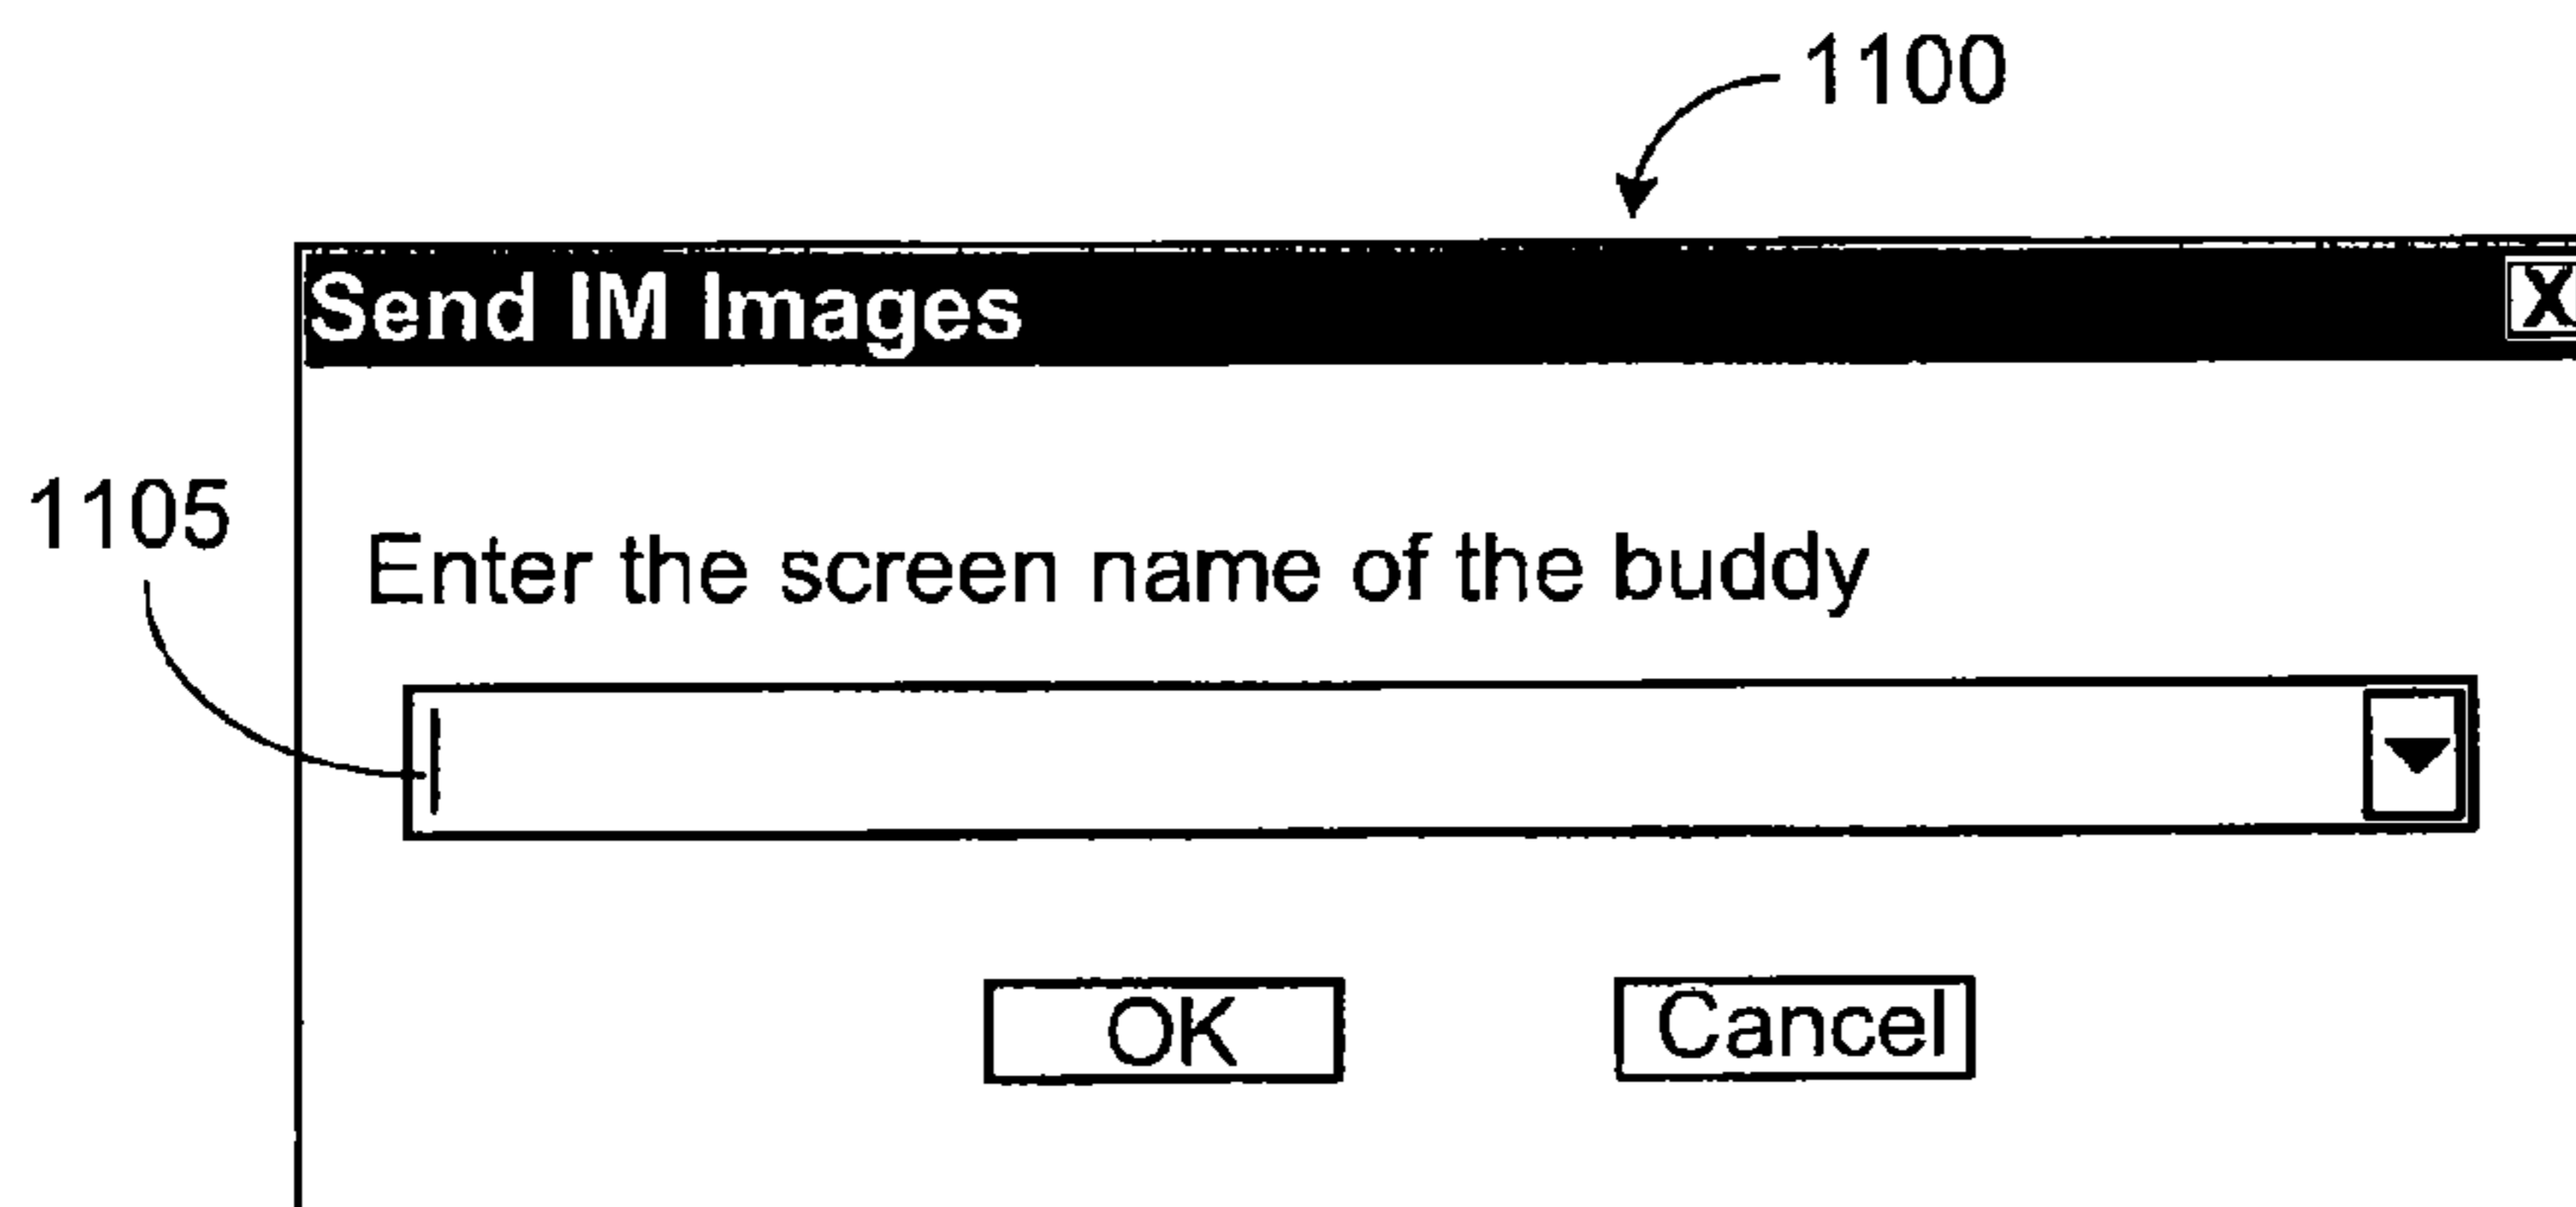 1100
Send IM Images X
1105
Enter the screen name of the buddy
OK Cancel